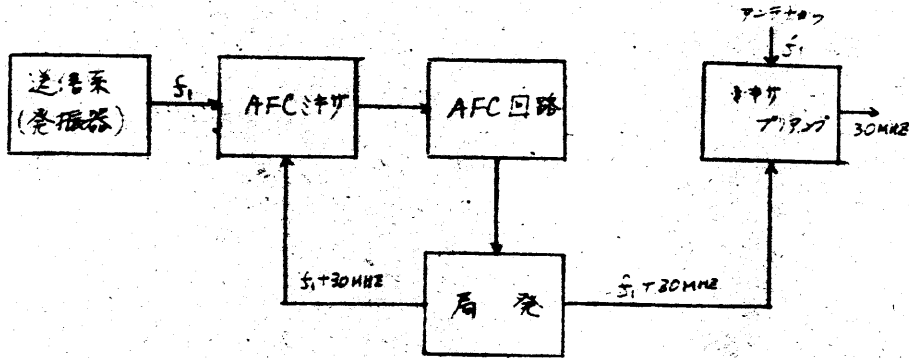 アンテナより
f₁
送信系
(発振器)
f₁
AFCミキサ
AFC回路
ミキサ
プリアンプ
30MHZ
f₁+30MHZ
局発
f₁+30MHZ